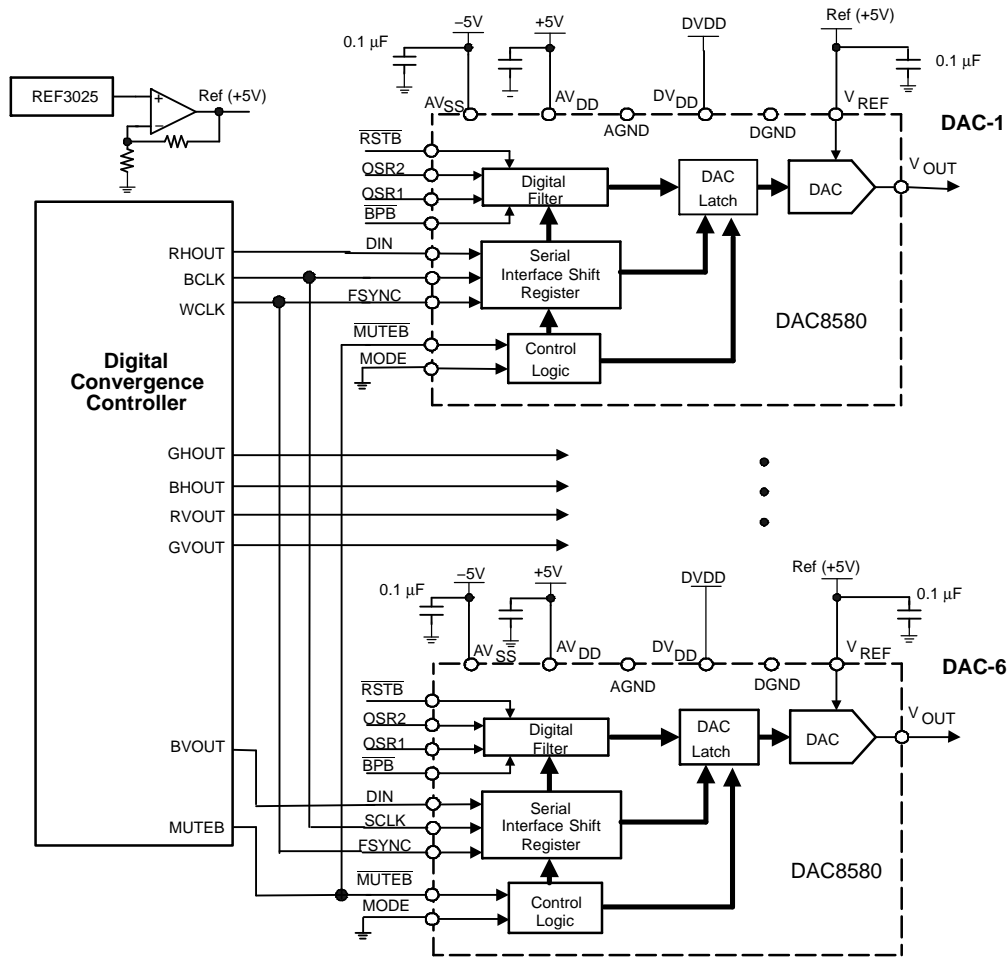 –5V
+5V
DVDD
Ref (+5V)
0.1 µF
0.1 µF
REF3025
+
–
Ref (+5V)
AVSS
AVDD
AGND
DVDD
DGND
VREF
DAC-1
RSTB
OSR2
OSR1
BPB
Digital
Filter
DAC
Latch
DAC
VOUT
RHOUT
BCLK
WCLK
DIN
FSYNC
Serial
Interface Shift
Register
MUTEB
MODE
Control
Logic
DAC8580
Digital
Convergence
Controller
GHOUT
BHOUT
RVOUT
GVOUT
–5V
+5V
DVDD
Ref (+5V)
0.1 µF
0.1 µF
AVSS
AVDD
AGND
DVDD
DGND
VREF
DAC-6
RSTB
OSR2
OSR1
BPB
Digital
Filter
DAC
Latch
DAC
VOUT
BVOUT
MUTEB
DIN
SCLK
FSYNC
Serial
Interface Shift
Register
MUTEB
MODE
Control
Logic
DAC8580